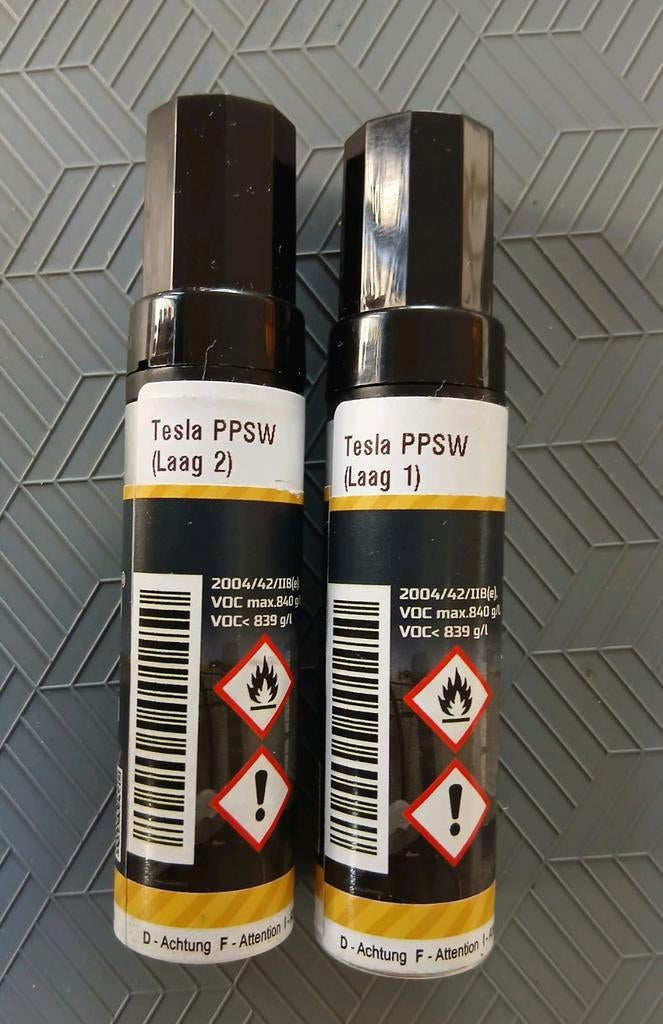 Tesla PPSW
(Laag 2)
2004/42/IIB(e),
VOC max.840 g/
VOC< 839 g/l
D - Achtung F - Attention I -
Tesla PPSW
(Laag 1)
2004/42/IIB(e),
VOC max.840 g/
VOC< 839 g/l
D - Achtung F - Attention I -